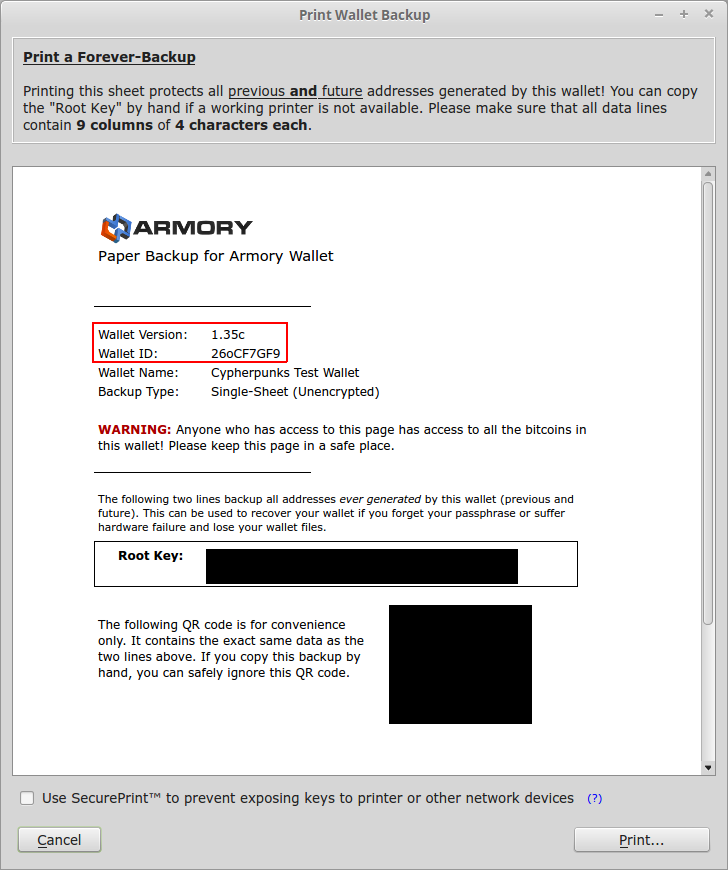 Print Wallet Backup
Print a Forever-Backup
Printing this sheet protects all previous and future addresses generated by this wallet! You can copy
the "Root Key" by hand if a working printer is not available. Please make sure that all data lines
contain 9 columns of 4 characters each.
ARMORY
Paper Backup for Armory Wallet
Wallet Version: 1.35c
Wallet ID: 26oCF7GF9
Wallet Name: Cypherpunks Test Wallet
Backup Type: Single-Sheet (Unencrypted)
WARNING: Anyone who has access to this page has access to all the bitcoins in
this wallet! Please keep this page in a safe place.
The following two lines backup all addresses ever generated by this wallet (previous and
future). This can be used to recover your wallet if you forget your passphrase or suffer
hardware failure and lose your wallet files.
Root Key:
The following QR code is for convenience
only. It contains the exact same data as the
two lines above. If you copy this backup by
hand, you can safely ignore this QR code.
Use SecurePrint™ to prevent exposing keys to printer or other network devices (?)
Cancel
Print...